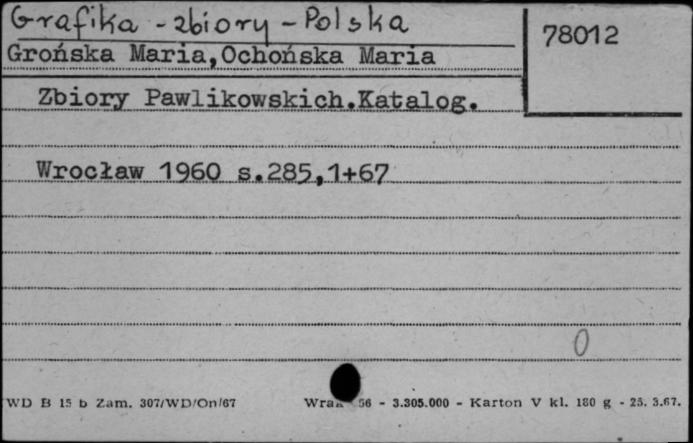 Grafika - zbiory - Polska
78012
Grońska Maria,Ochońska Maria
Zbiory Pawlikowskich.Katalog.
Wrocław 1960 s.285,1+67
0
WD B 15 b Zam. 307/WD/On/67 56 - 3.305.000 - Karton V kl. 180 g - 25. 3.67.